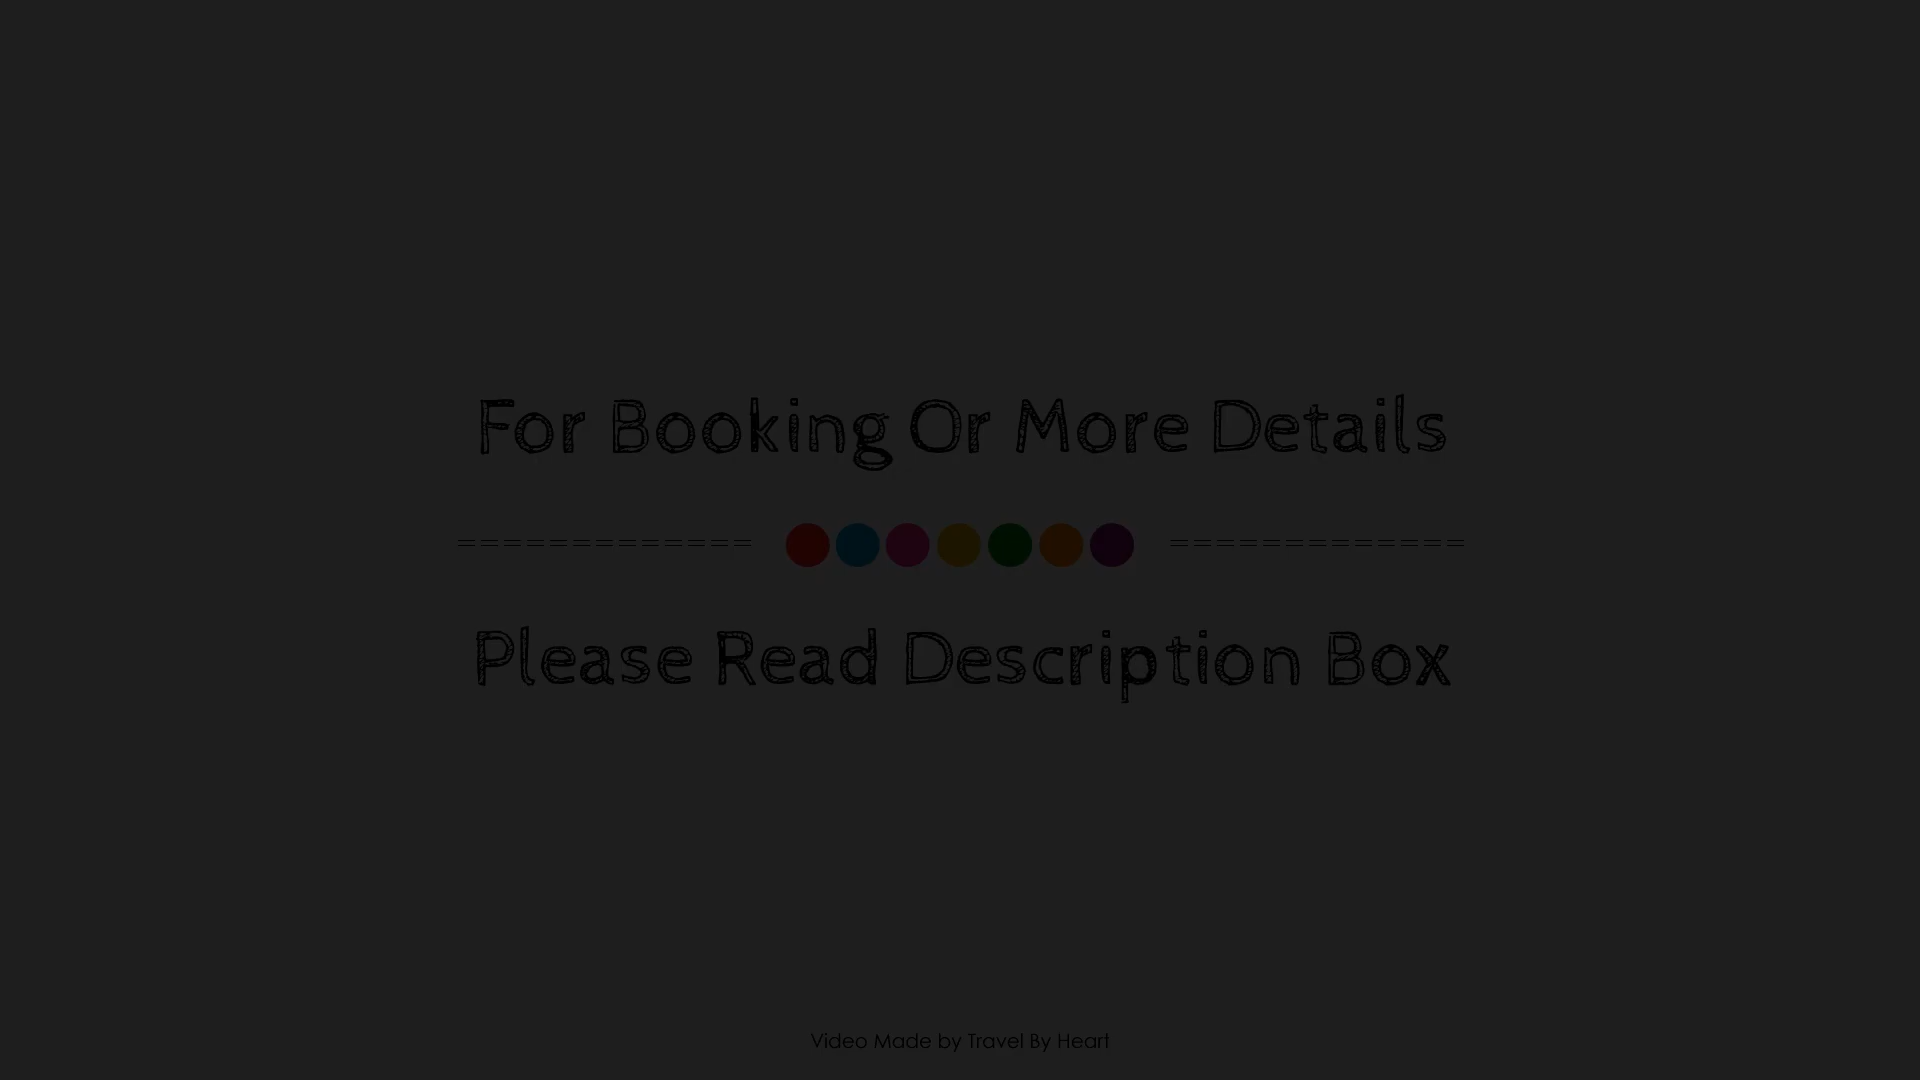 For Booking Or More Details
============= =============
Please Read Description Box
Video Made by Travel By Heart